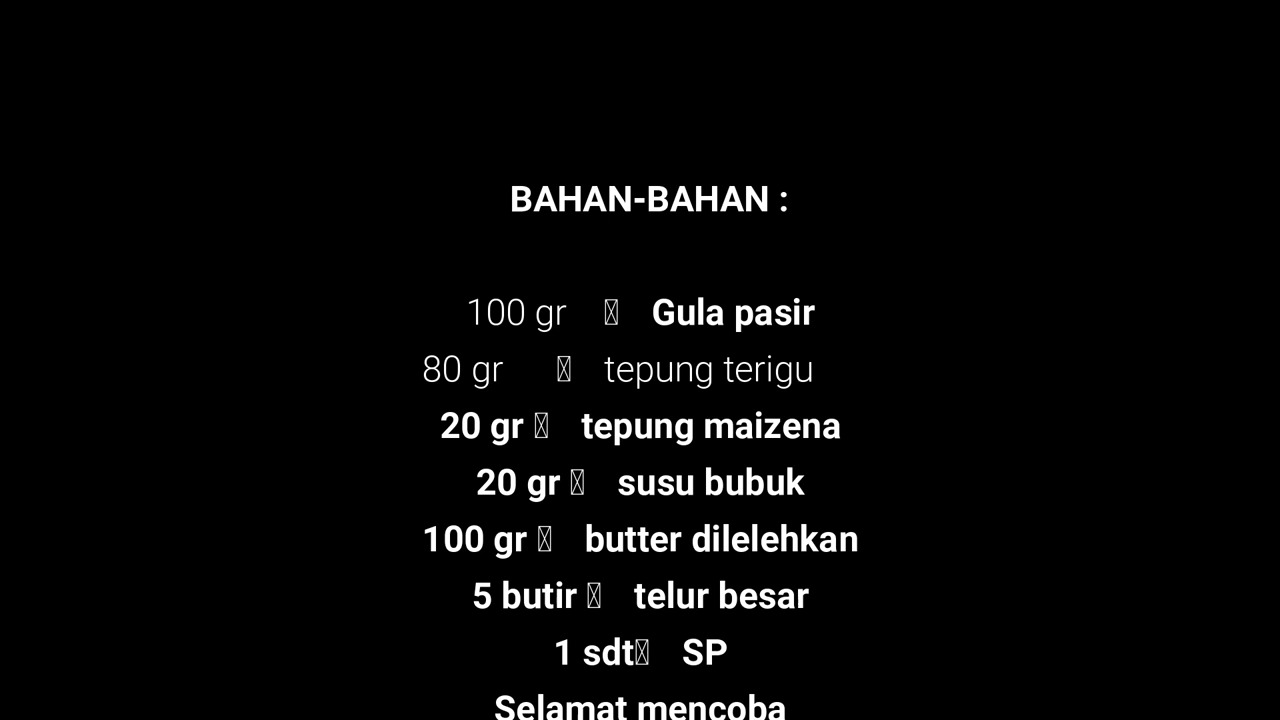 BAHAN-BAHAN :
100 gr Gula pasir
80 gr tepung terigu
20 gr tepung maizena
20 gr susu bubuk
100 gr butter dilelehkan
5 butir telur besar
1 sdt SP
Selamat mencoba